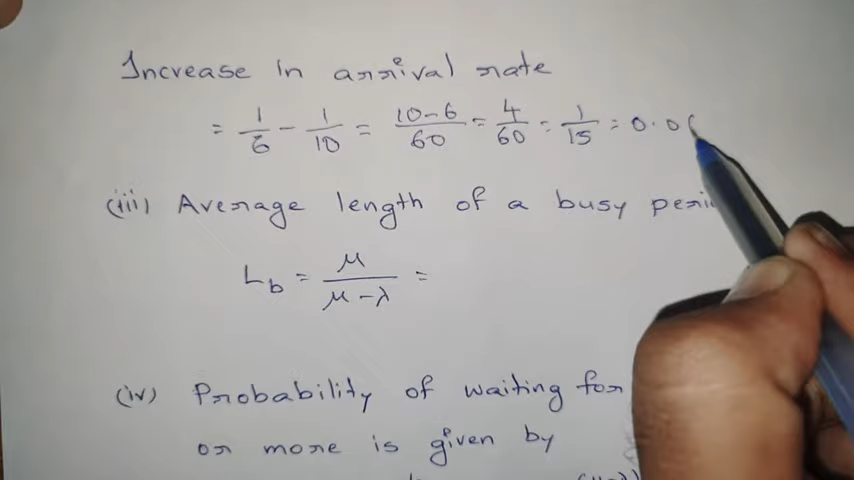 Increase in arrival rate
= 1/6 - 1/10 = 10-6/60 = 4/60 = 1/15 = 0.0
(iii) Average length of a busy peri
L_b = μ/μ-λ =
(iv) Probability of waiting for
or more is given by